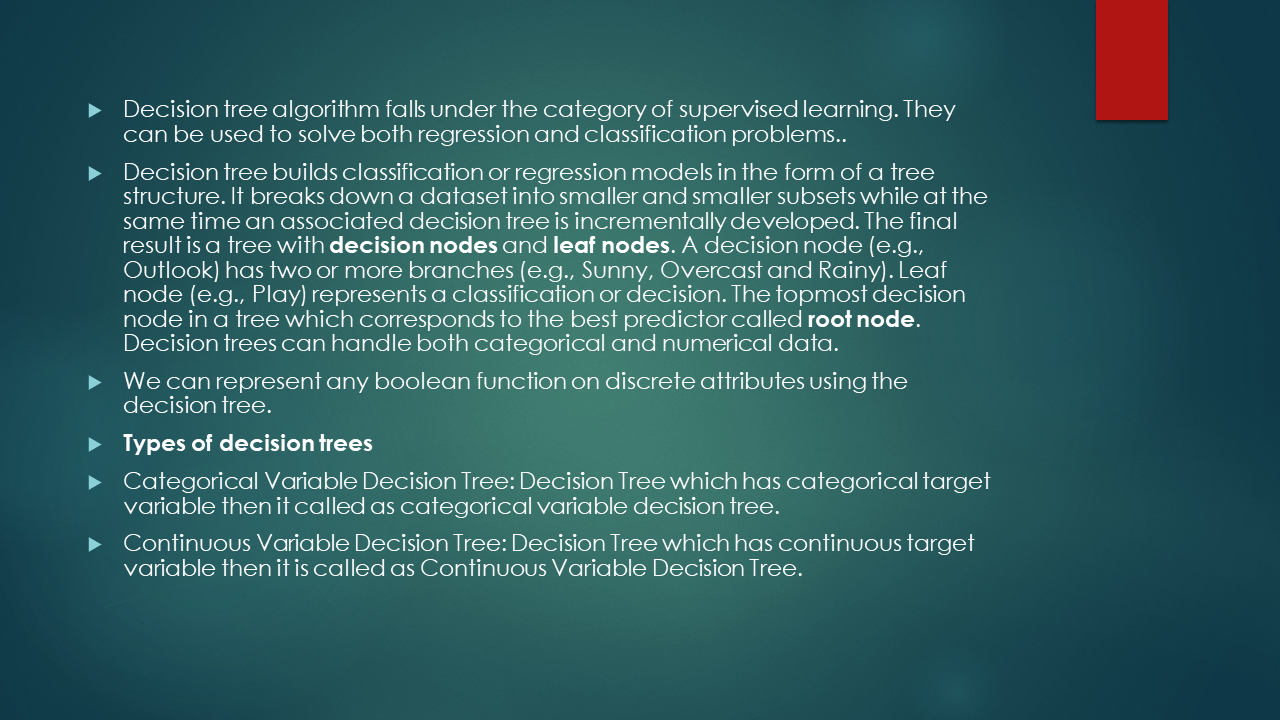 Decision tree algorithm falls under the category of supervised learning. They
can be used to solve both regression and classification problems..
Decision tree builds classification or regression models in the form of a tree
structure. It breaks down a dataset into smaller and smaller subsets while at the
same time an associated decision tree is incrementally developed. The final
result is a tree with decision nodes and leaf nodes. A decision node (e.g.,
Outlook) has two or more branches (e.g., Sunny, Overcast and Rainy). Leaf
node (e.g., Play) represents a classification or decision. The topmost decision
node in a tree which corresponds to the best predictor called root node.
Decision trees can handle both categorical and numerical data.
We can represent any boolean function on discrete attributes using the
decision tree.
Types of decision trees
Categorical Variable Decision Tree: Decision Tree which has categorical target
variable then it called as categorical variable decision tree.
Continuous Variable Decision Tree: Decision Tree which has continuous target
variable then it is called as Continuous Variable Decision Tree.